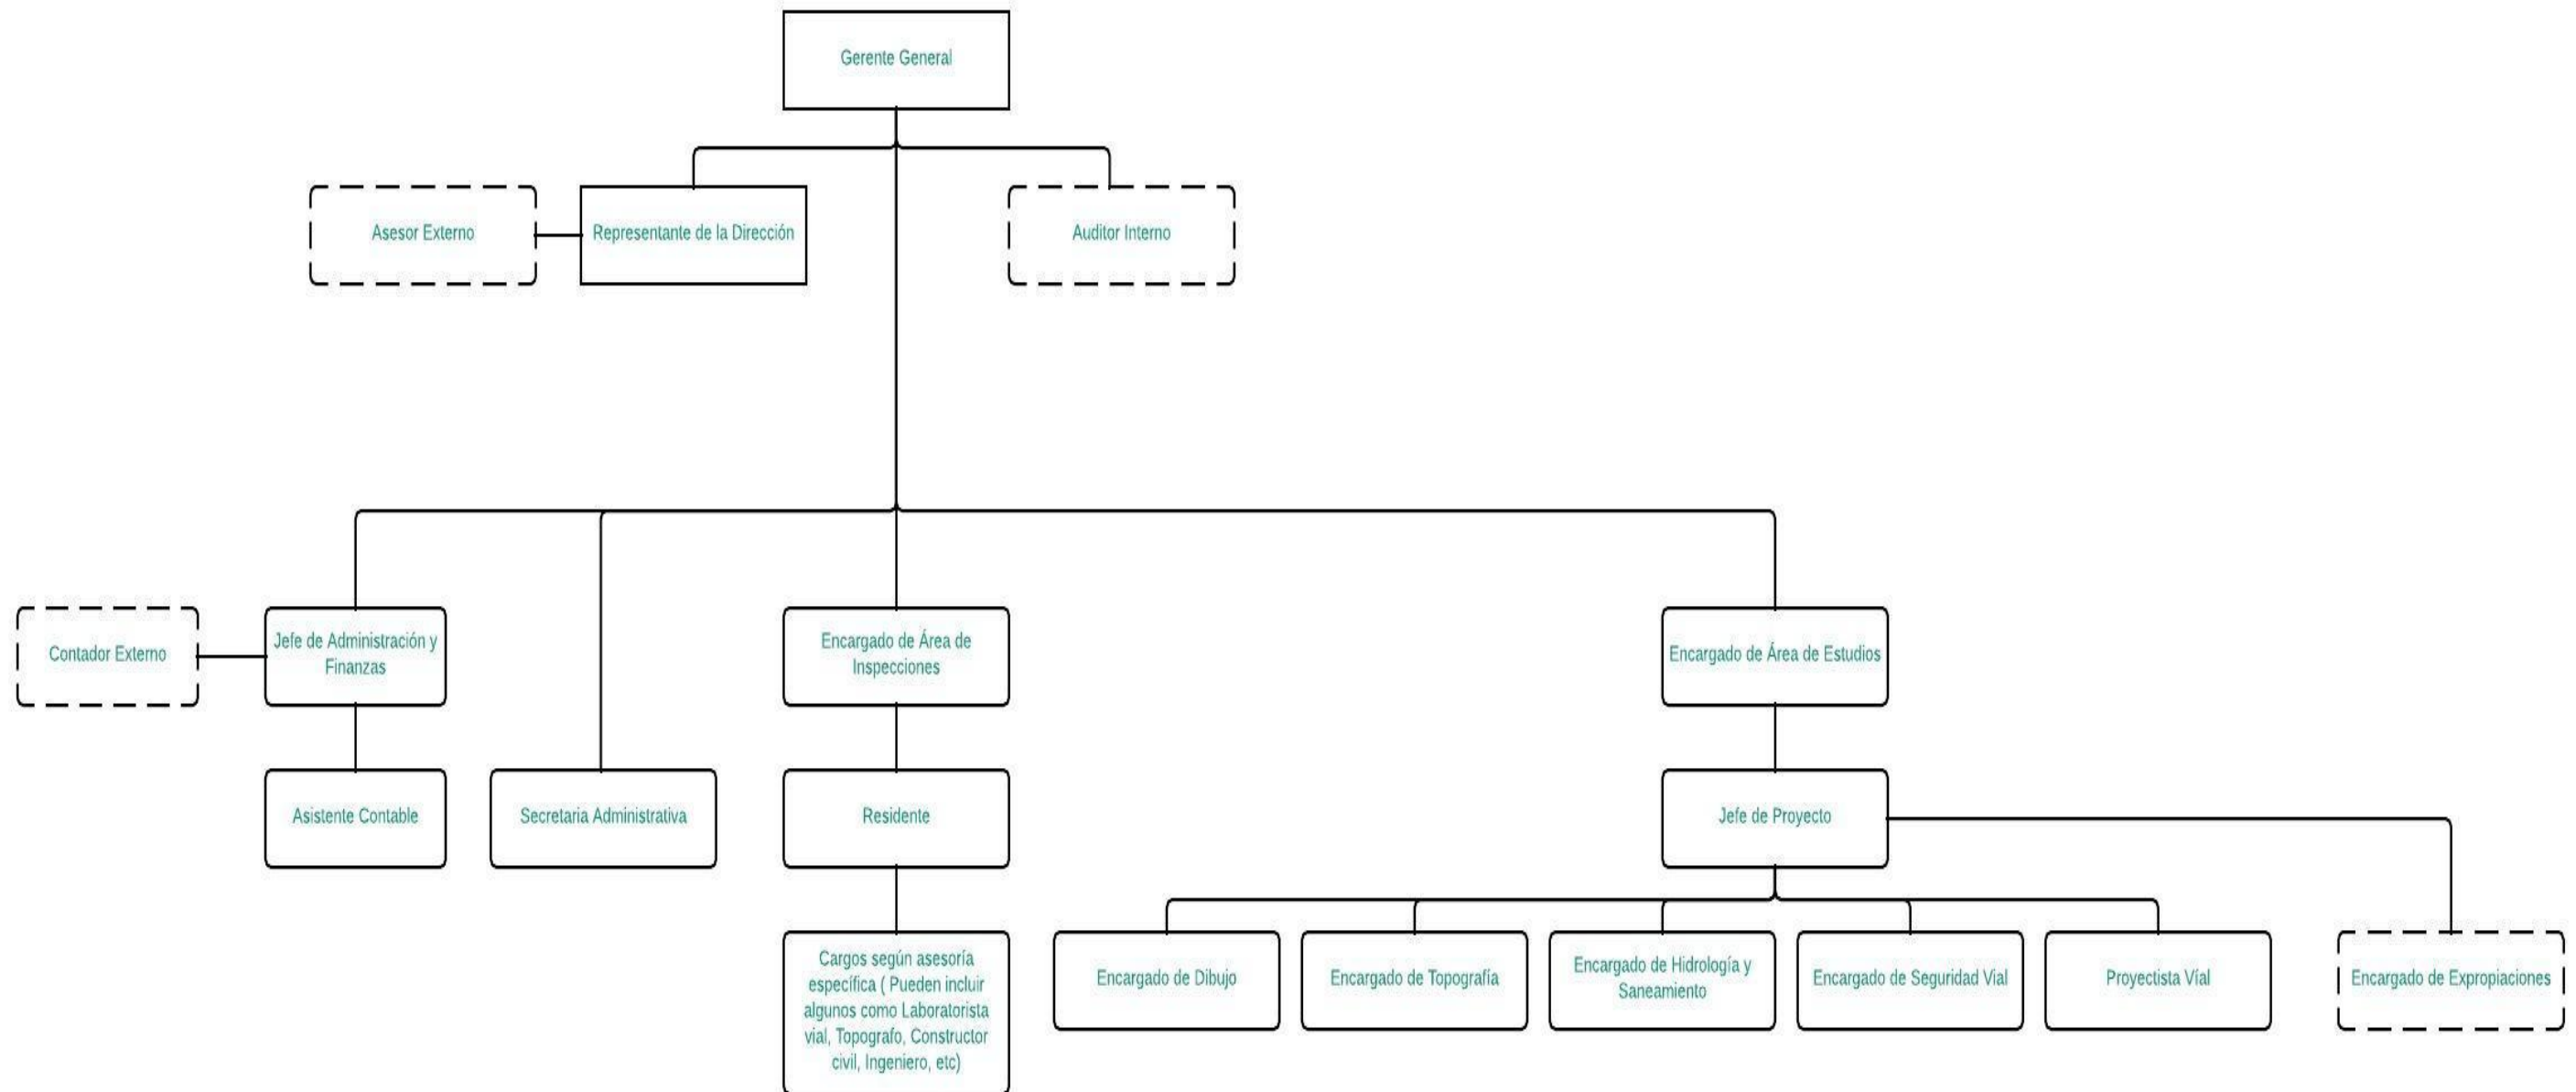 Gerente General
Asesor Externo
Representante de la Dirección
Auditor Interno
Contador Externo
Jefe de Administración y
Finanzas
Encargado de Área de
Inspecciones
Encargado de Área de Estudios
Asistente Contable
Secretaria Administrativa
Residente
Jefe de Proyecto
Cargos según asesoría
específica ( Pueden incluir
algunos como Laboratorista
vial, Topografo, Constructor
civil, Ingeniero, etc)
Encargado de Dibujo
Encargado de Topografía
Encargado de Hidrología y
Saneamiento
Encargado de Seguridad Vial
Proyectista Víal
Encargado de Expropiaciones